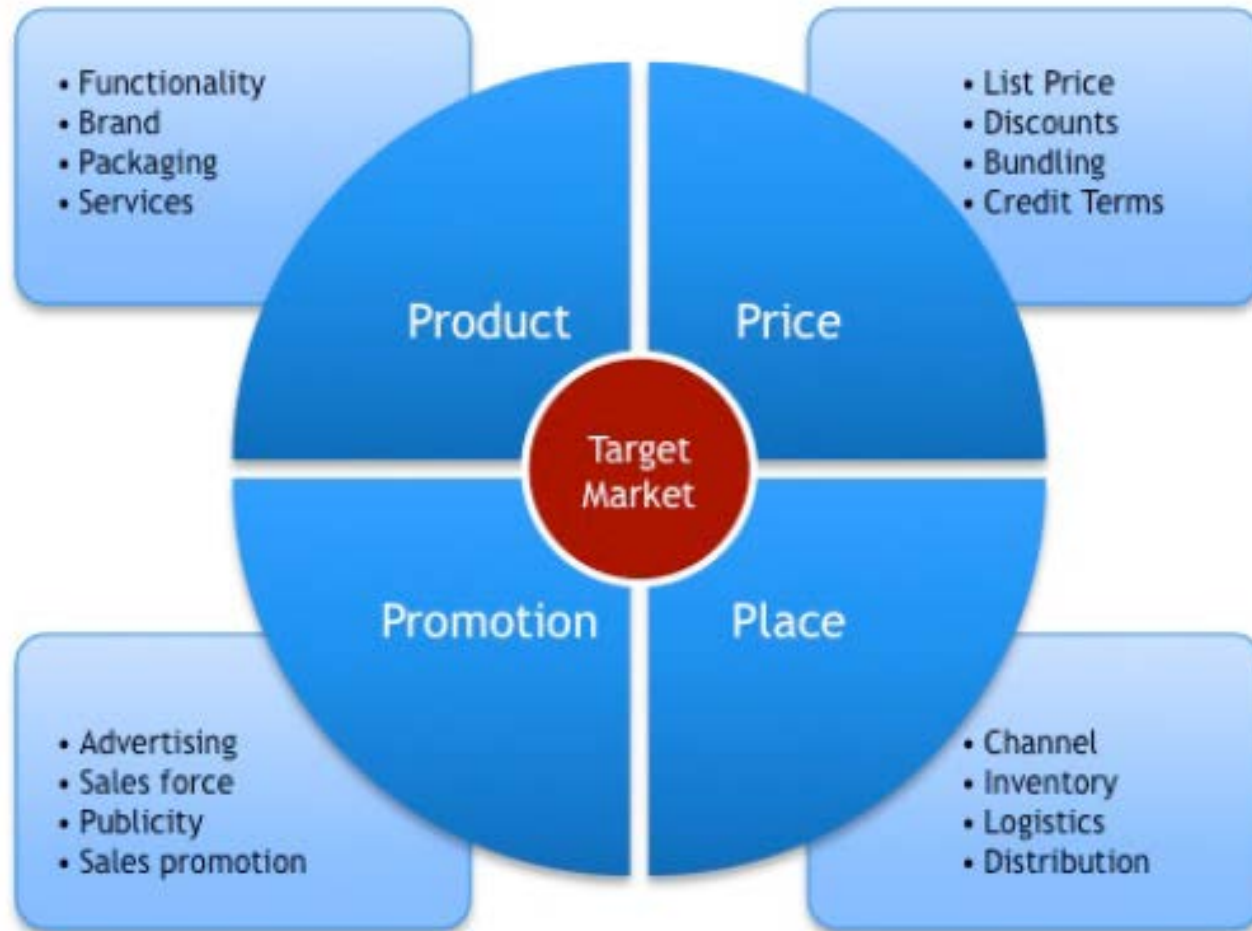 • Functionality
• Brand
• Packaging
• Services
• List Price
• Discounts
• Bundling
• Credit Terms
Product
Price
Target
Market
Promotion
Place
• Advertising
• Sales force
• Publicity
• Sales promotion
• Channel
• Inventory
• Logistics
• Distribution